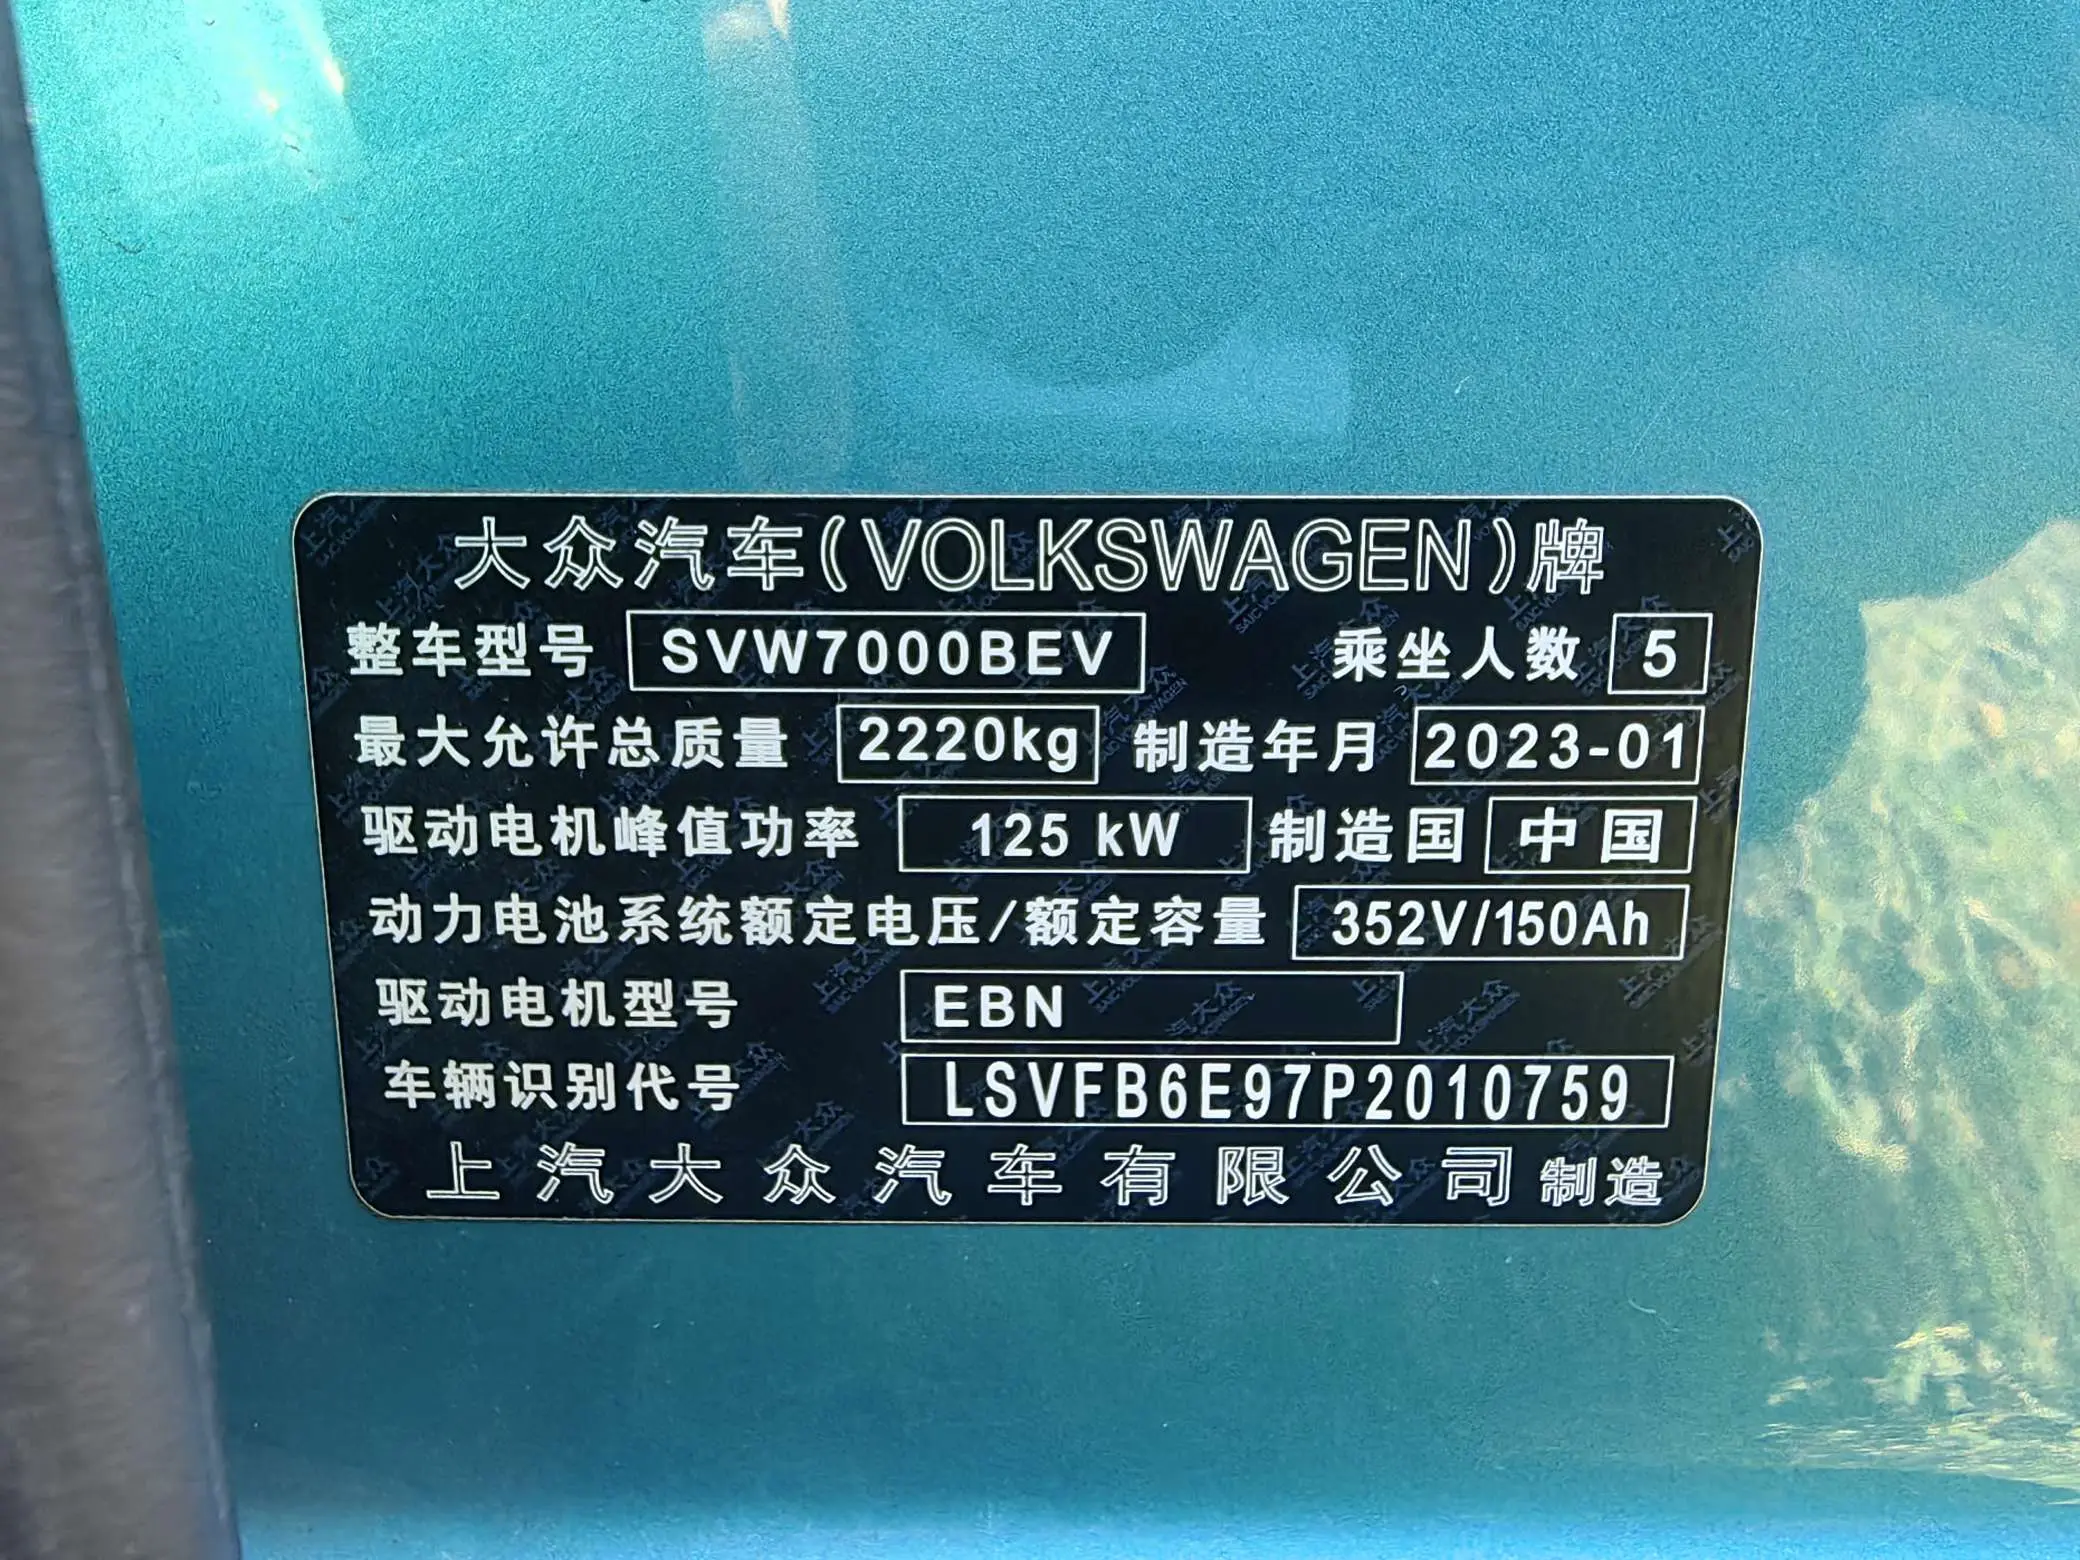 大众汽车(VOLKSWAGEN)牌
整车型号 SVW7000BEV 乘坐人数 5
最大允许总质量 2220kg 制造年月 2023-01
驱动电机峰值功率 125 kW 制造国 中国
动力电池系统额定电压/额定容量 352V/150Ah
驱动电机型号 EBN
车辆识别代号 LSVFB6E97P2010759
上汽大众汽车有限公司 制造